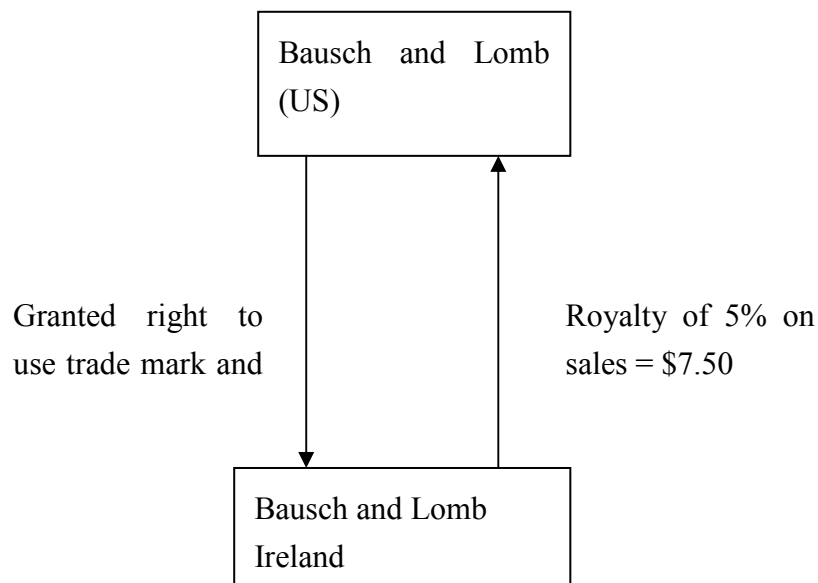 Bausch and Lomb
(US)
Granted right to
use trade mark and
Royalty of 5% on
sales = $7.50
Bausch and Lomb
Ireland